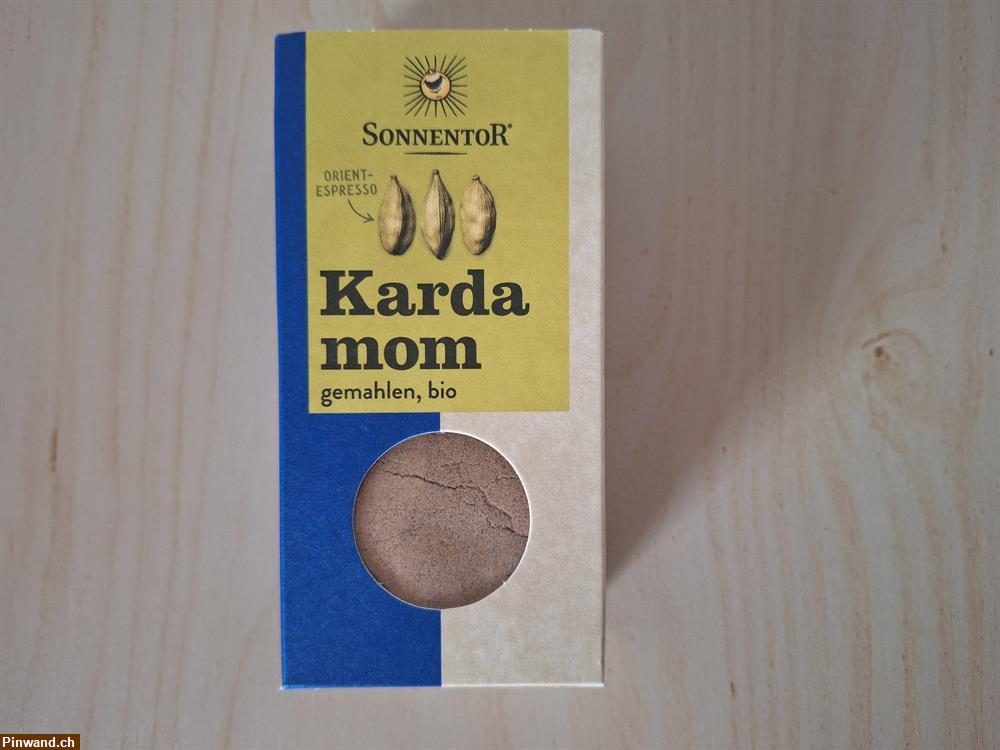 SONNENTOR®
ORIENT-
ESPRESSO
Karda
mom
gemahlen, bio
Pinwand.ch